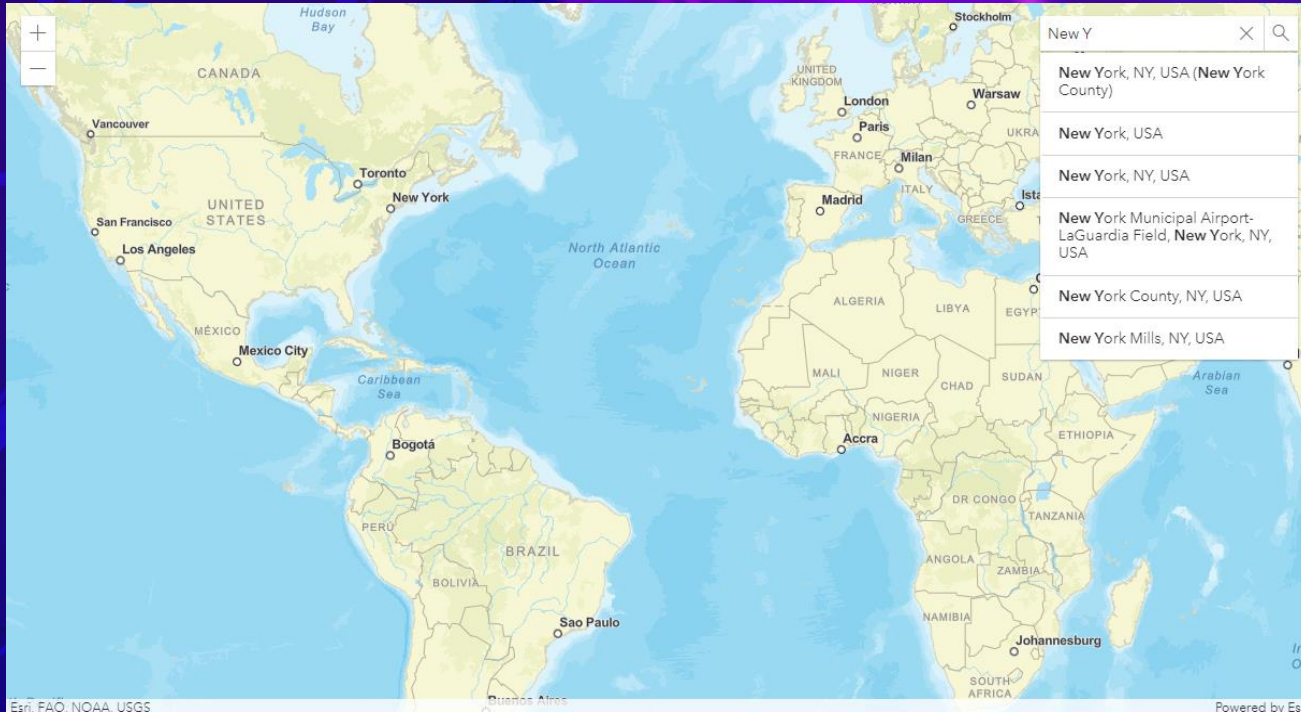 +
−
Hudson
Bay
CANADA
Vancouver
Toronto
New York
UNITED
STATES
San Francisco
Los Angeles
MÉXICO
Mexico City
Caribbean
Sea
North Atlantic
Ocean
Bogotá
PERÚ
BRAZIL
BOLIVIA
Sao Paulo
Buenos Aires
Stockholm
UNITED
KINGDOM
London
Warsaw
Paris
UKRA
FRANCE
Milan
ITALY
Madrid
Ista
GREECE
ALGERIA
LIBYA
EGYPT
MALI
NIGER
CHAD
SUDAN
NIGERIA
ETHIOPIA
Accra
DR CONGO
TANZANIA
ANGOLA
ZAMBIA
NAMIBIA
Johannesburg
SOUTH
AFRICA
Arabian
Sea
New Y
New York, NY, USA (New York
County)
New York, USA
New York, NY, USA
New York Municipal Airport-
LaGuardia Field, New York, NY,
USA
New York County, NY, USA
New York Mills, NY, USA
Esri, FAO, NOAA, USGS
Powered by Es